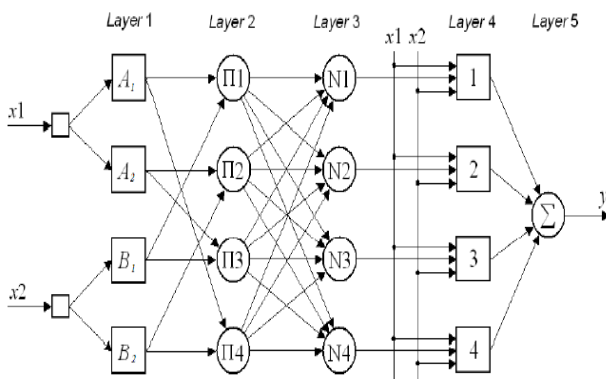 Layer 1 Layer 2 Layer 3 x1 x2 Layer 4 Layer 5
A1 Π1 N1 1
x1
A2 Π2 N2 2
y
Σ
B1 Π3 N3 3
x2
B2 Π4 N4 4